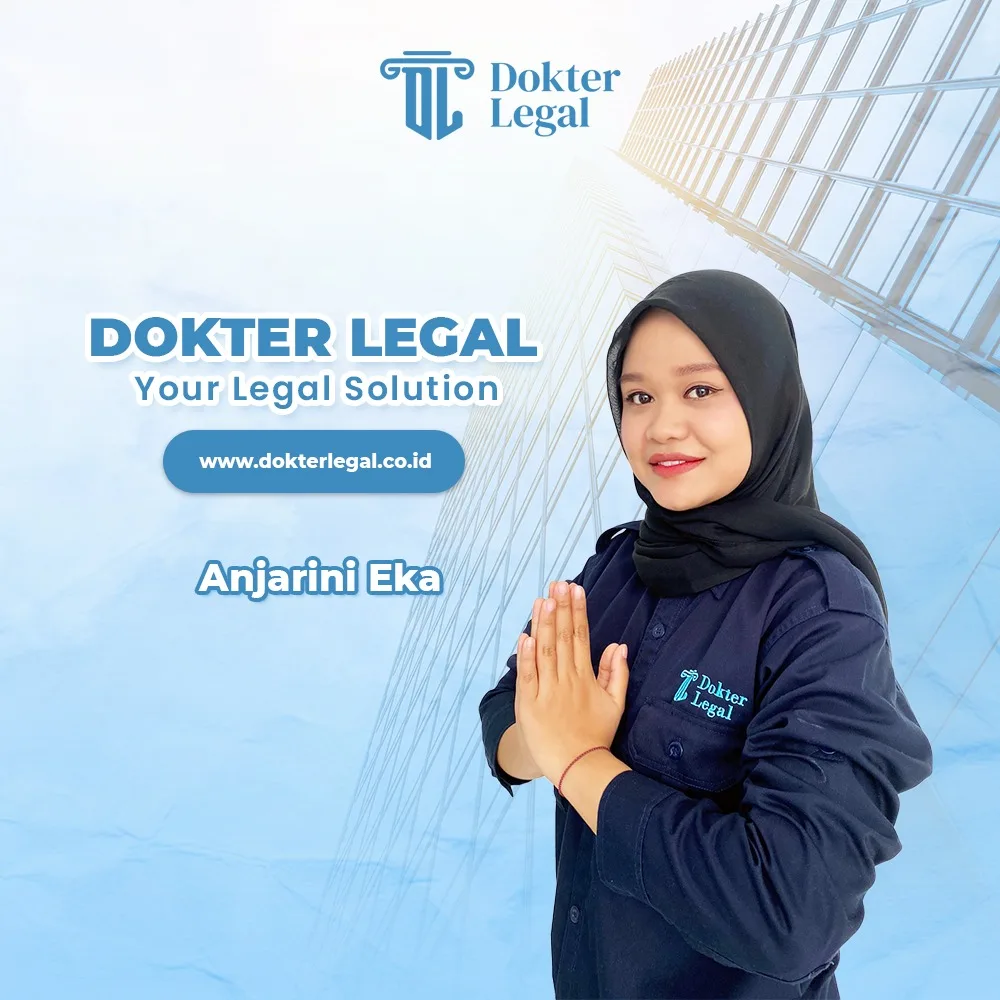 Dokter
Legal
DOKTER LEGAL
Your Legal Solution
www.dokterlegal.co.id
Anjarini Eka
Dokter
Legal